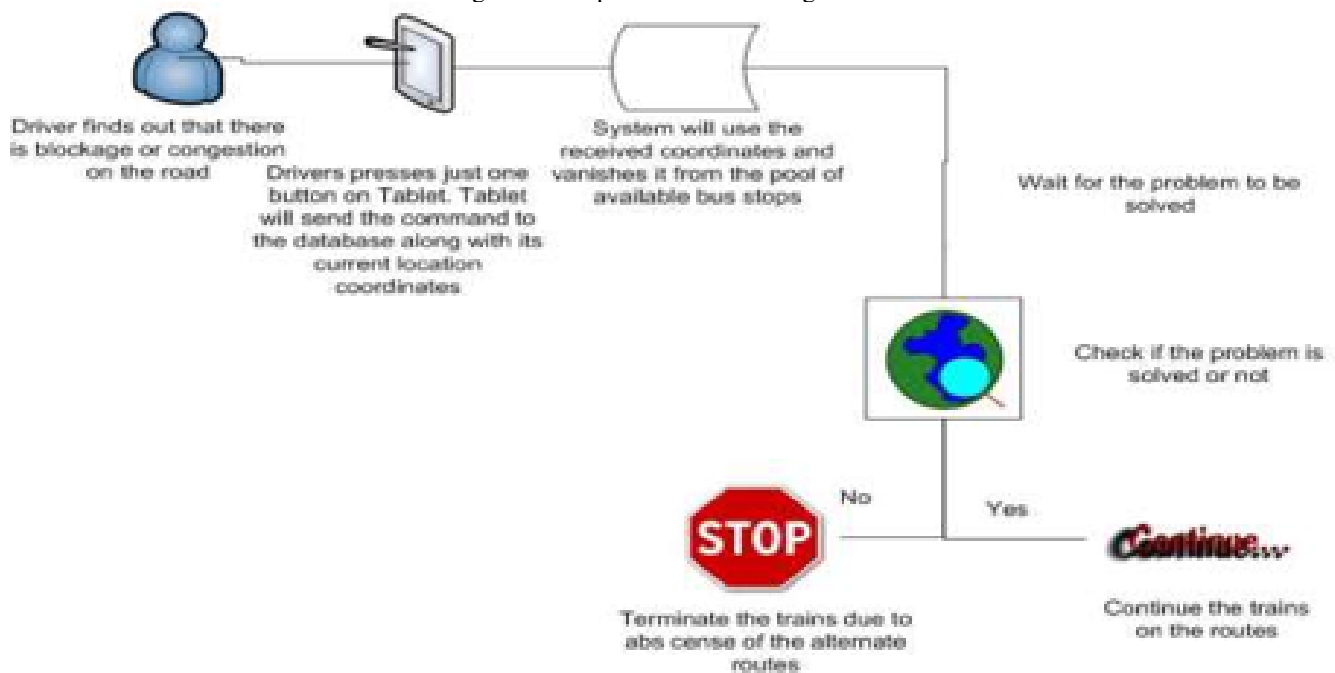 Driver finds out that there
is blockage or congestion
on the road
Drivers presses just one
button on Tablet. Tablet
will send the command to
the database along with its
current location
coordinates
System will use the
received coordinates and
vanishes it from the pool of
available bus stops
Wait for the problem to be
solved
Check if the problem is
solved or not
No
Yes
STOP
Continue...
Terminate the trains due to
abs cense of the alternate
routes
Continue the trains
on the routes